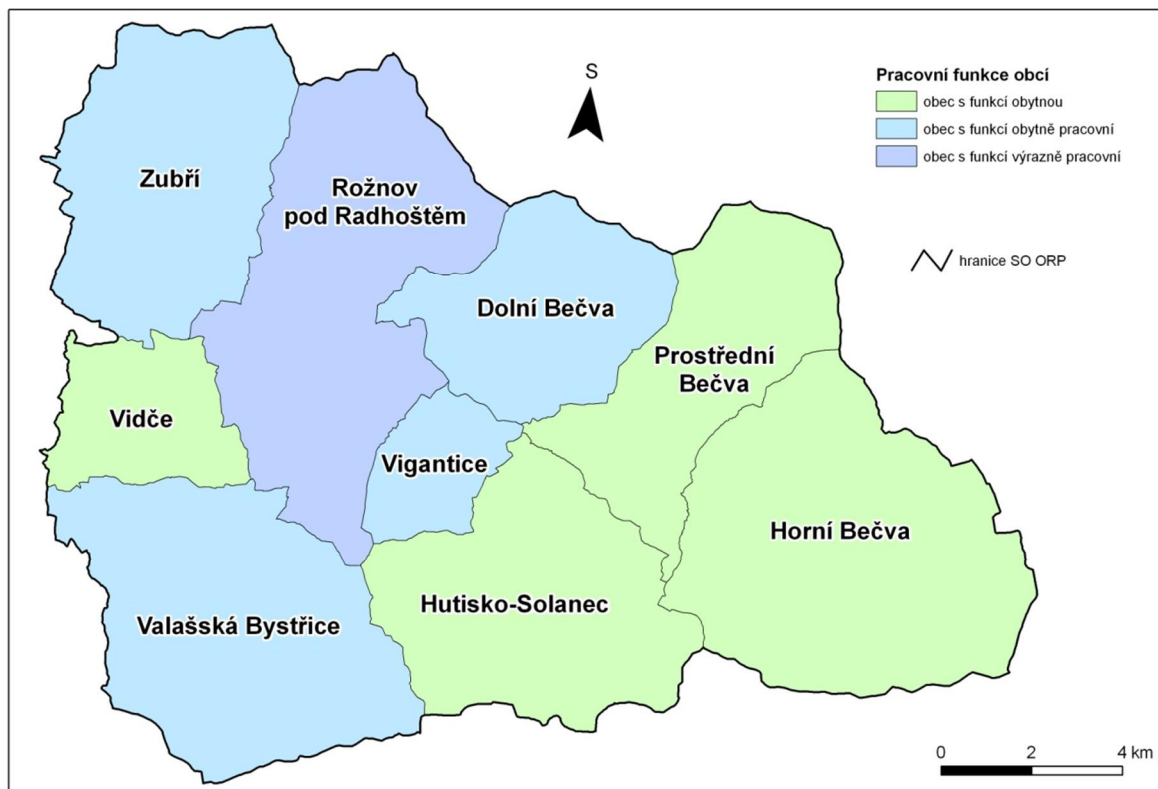 S
Pracovní funkce obcí
obec s funkcí obytnou
obec s funkcí obytně pracovní
obec s funkcí výrazně pracovní
hranice SO ORP
Zubří
Rožnov
pod Radhoštěm
Dolní Bečva
Prostřední
Bečva
Vidče
Vigantice
Horní Bečva
Hutisko-Solanec
Valašská Bystřice
0 2 4 km